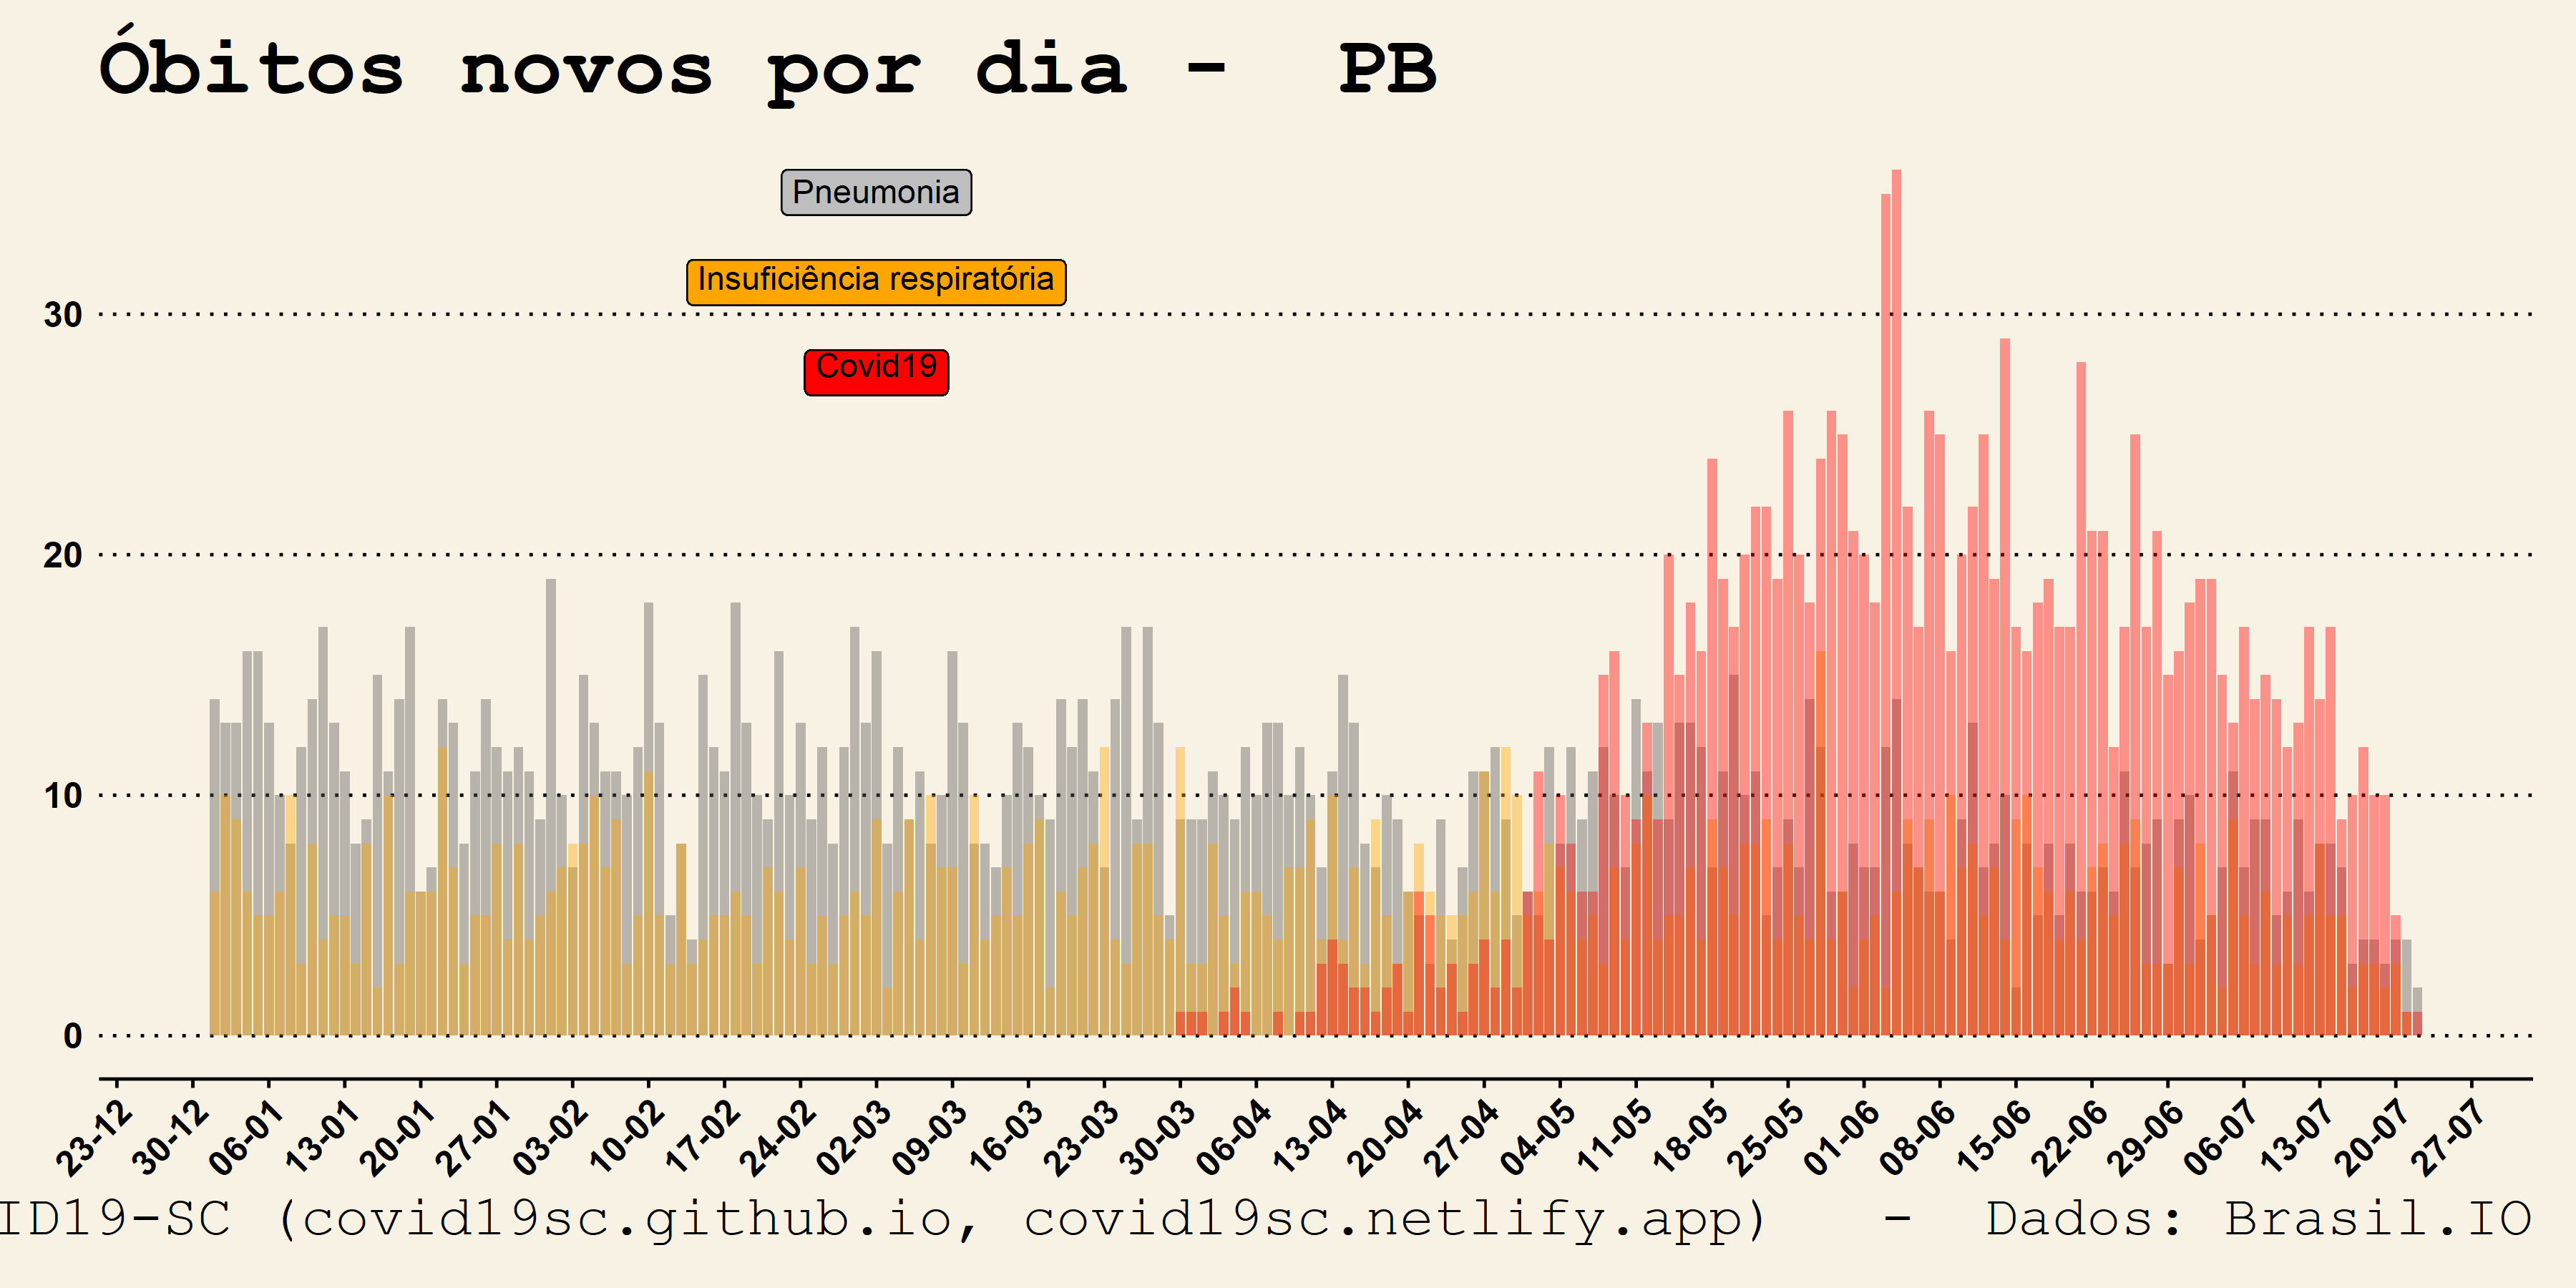 Óbitos novos por dia - PB
Pneumonia
Insuficiência respiratória
Covid19
30
20
10
0
23-12 30-12 06-01 13-01 20-01 27-01 03-02 10-02 17-02 24-02 02-03 09-03 16-03 23-03 30-03 06-04 13-04 20-04 27-04 04-05 11-05 18-05 25-05 01-06 08-06 15-06 22-06 29-06 06-07 13-07 20-07 27-07
ID19-SC (covid19sc.github.io, covid19sc.netlify.app) - Dados: Brasil.IO